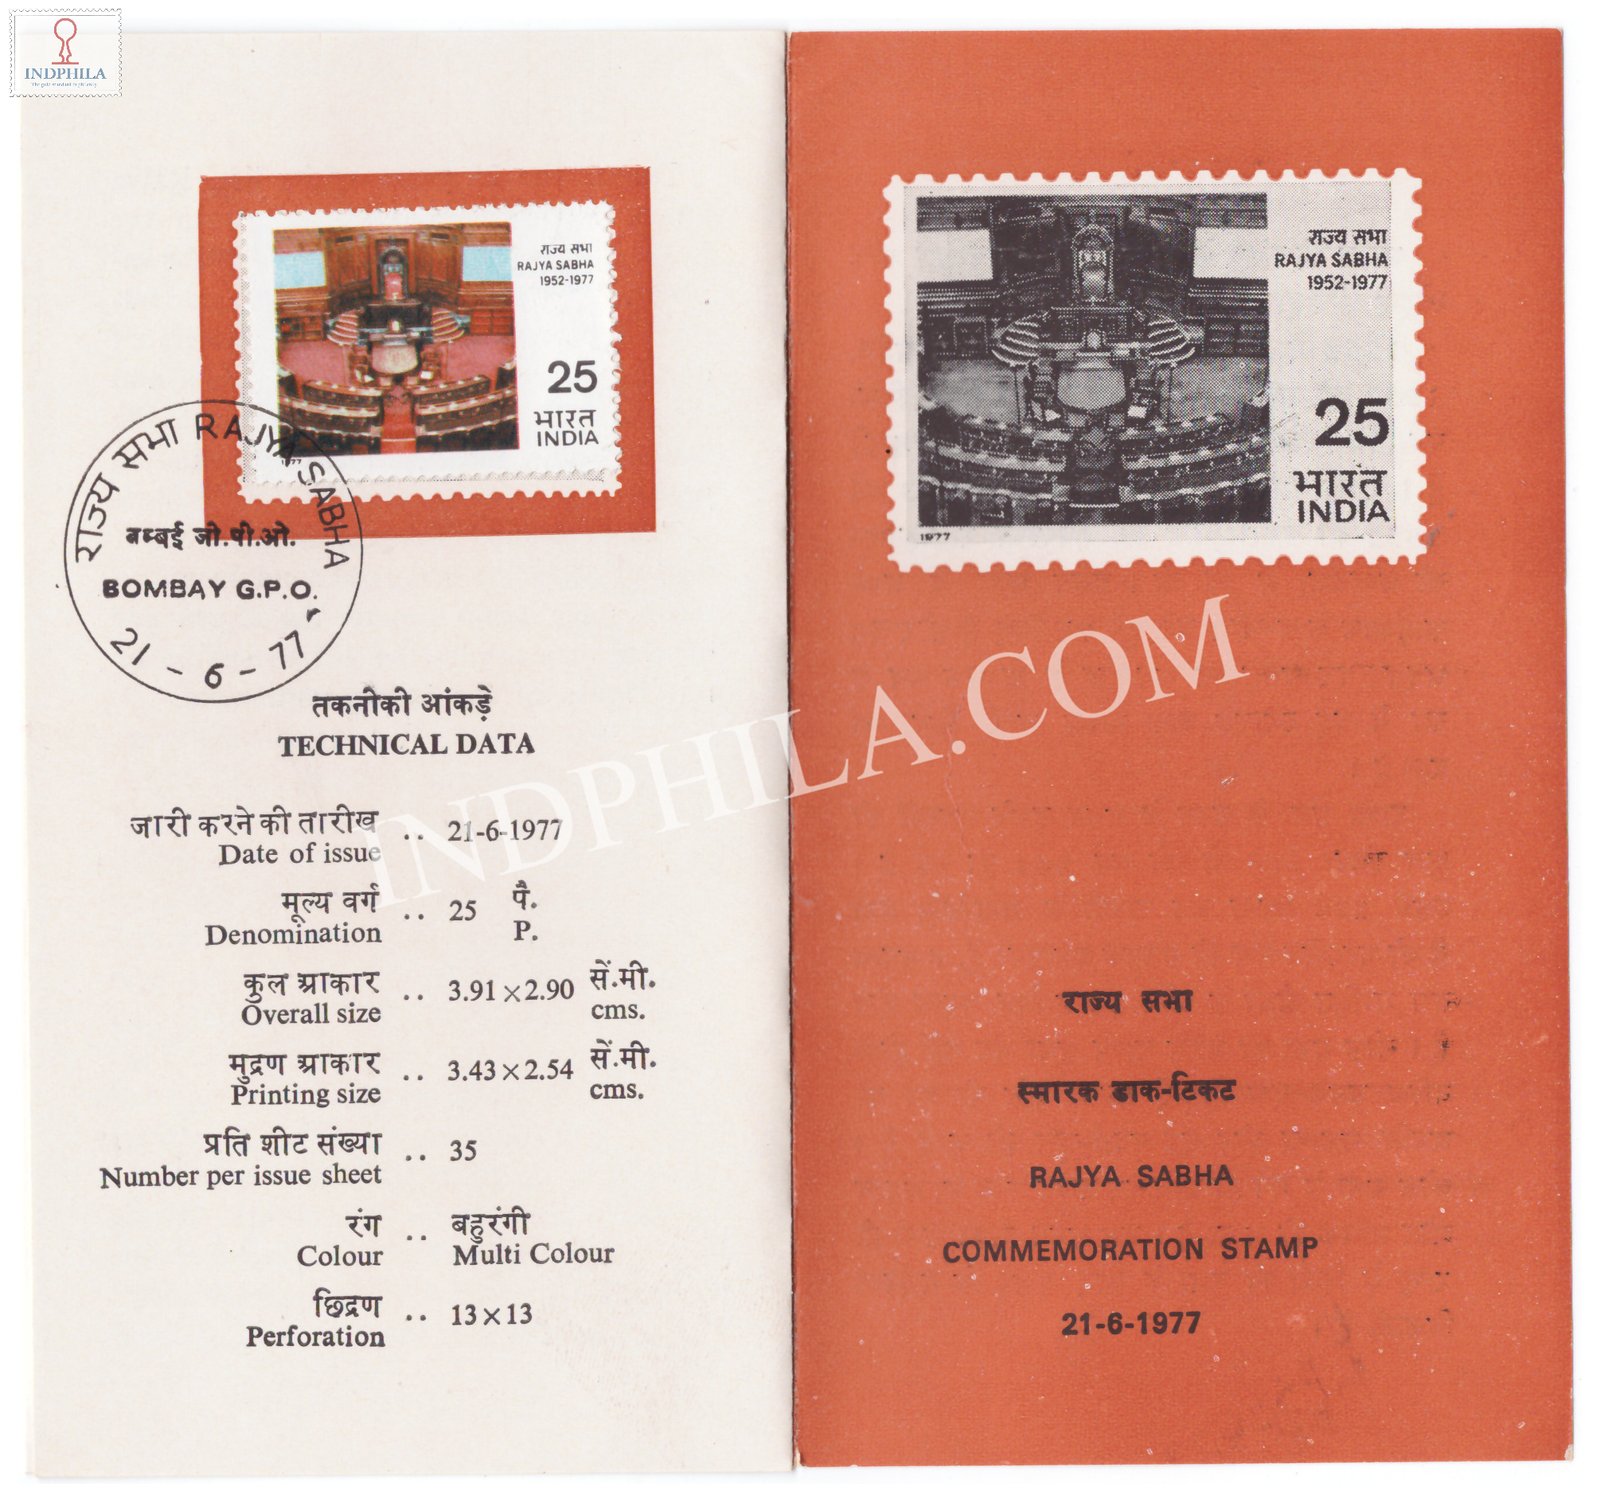 INDPHILA
राज्य सभा
RAJYA SABHA
1952-1977
25
भारत
INDIA
1977
राज्य सभा RAJYA SABHA
बम्बई जी.पी.ओ.
BOMBAY G.P.O.
21-6-77
तकनीकी आंकड़े
TECHNICAL DATA
जारी करने की तारीख .. 21-6-1977
Date of issue
मूल्य वर्ग .. 25 पै.
Denomination P.
कुल आकार .. 3.91×2.90 सें.मी.
Overall size cms.
मुद्रण आकार .. 3.43×2.54 सें.मी.
Printing size cms.
प्रति शीट संख्या .. 35
Number per issue sheet
रंग .. बहुरंगी
Colour Multi Colour
छिद्रण .. 13×13
Perforation
राज्य सभा
RAJYA SABHA
1952-1977
25
भारत
INDIA
1977
INDPHILA.COM
राज्य सभा
स्मारक डाक-टिकट
RAJYA SABHA
COMMEMORATION STAMP
21-6-1977